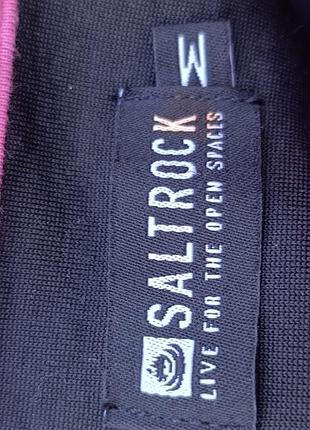 SALTROCK
LIVE FOR THE OPEN SPACES
M